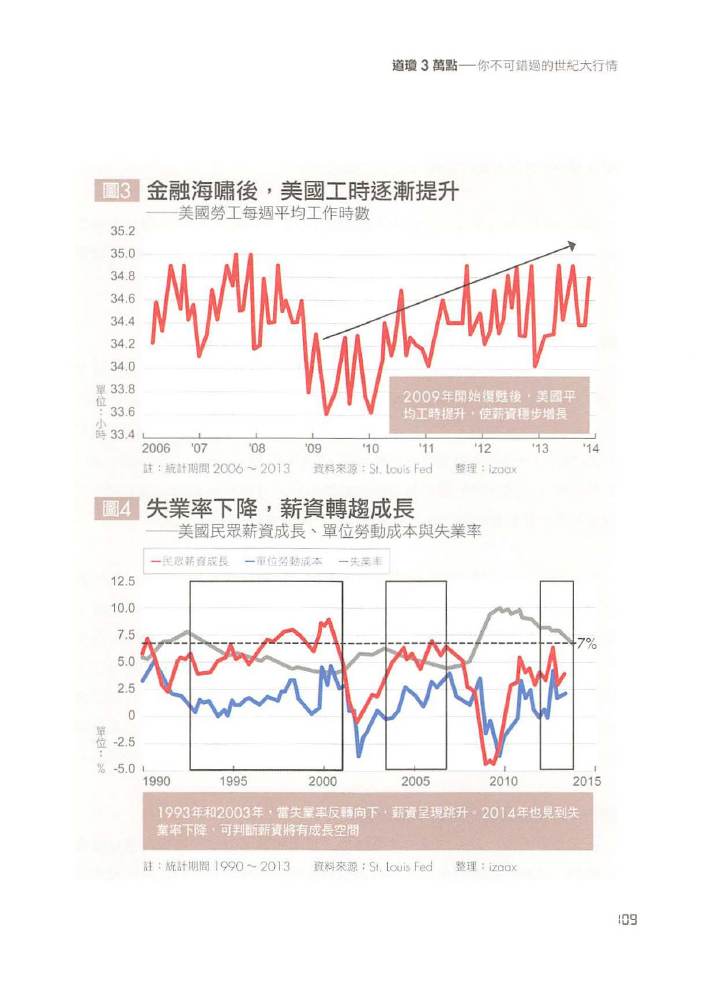 道瓊3萬點──你不可錯過的世紀大行情
圖3 金融海嘯後，美國工時逐漸提升
──美國勞工每週平均工作時數
35.2
35.0
34.8
34.6
34.4
34.2
34.0
33.8
33.6
33.4
單位：小時
2009年開始復甦後，美國平
均工時提升，使薪資穩步增長
2006 '07 '08 '09 '10 '11 '12 '13 '14
註：統計期間2006～2013 資料來源：St. Louis Fed 整理：izaax
圖4 失業率下降，薪資轉趨成長
──美國民眾薪資成長、單位勞動成本與失業率
民眾薪資成長 單位勞動成本 失業率
12.5
10.0
7.5
7%
5.0
2.5
0
-2.5
-5.0
單位：%
1990 1995 2000 2005 2010 2015
1993年和2003年，當失業率反轉向下，薪資呈現跳升。2014年也見到失
業率下降，可判斷薪資將有成長空間
註：統計期間1990～2013 資料來源：St. Louis Fed 整理：izaax
109